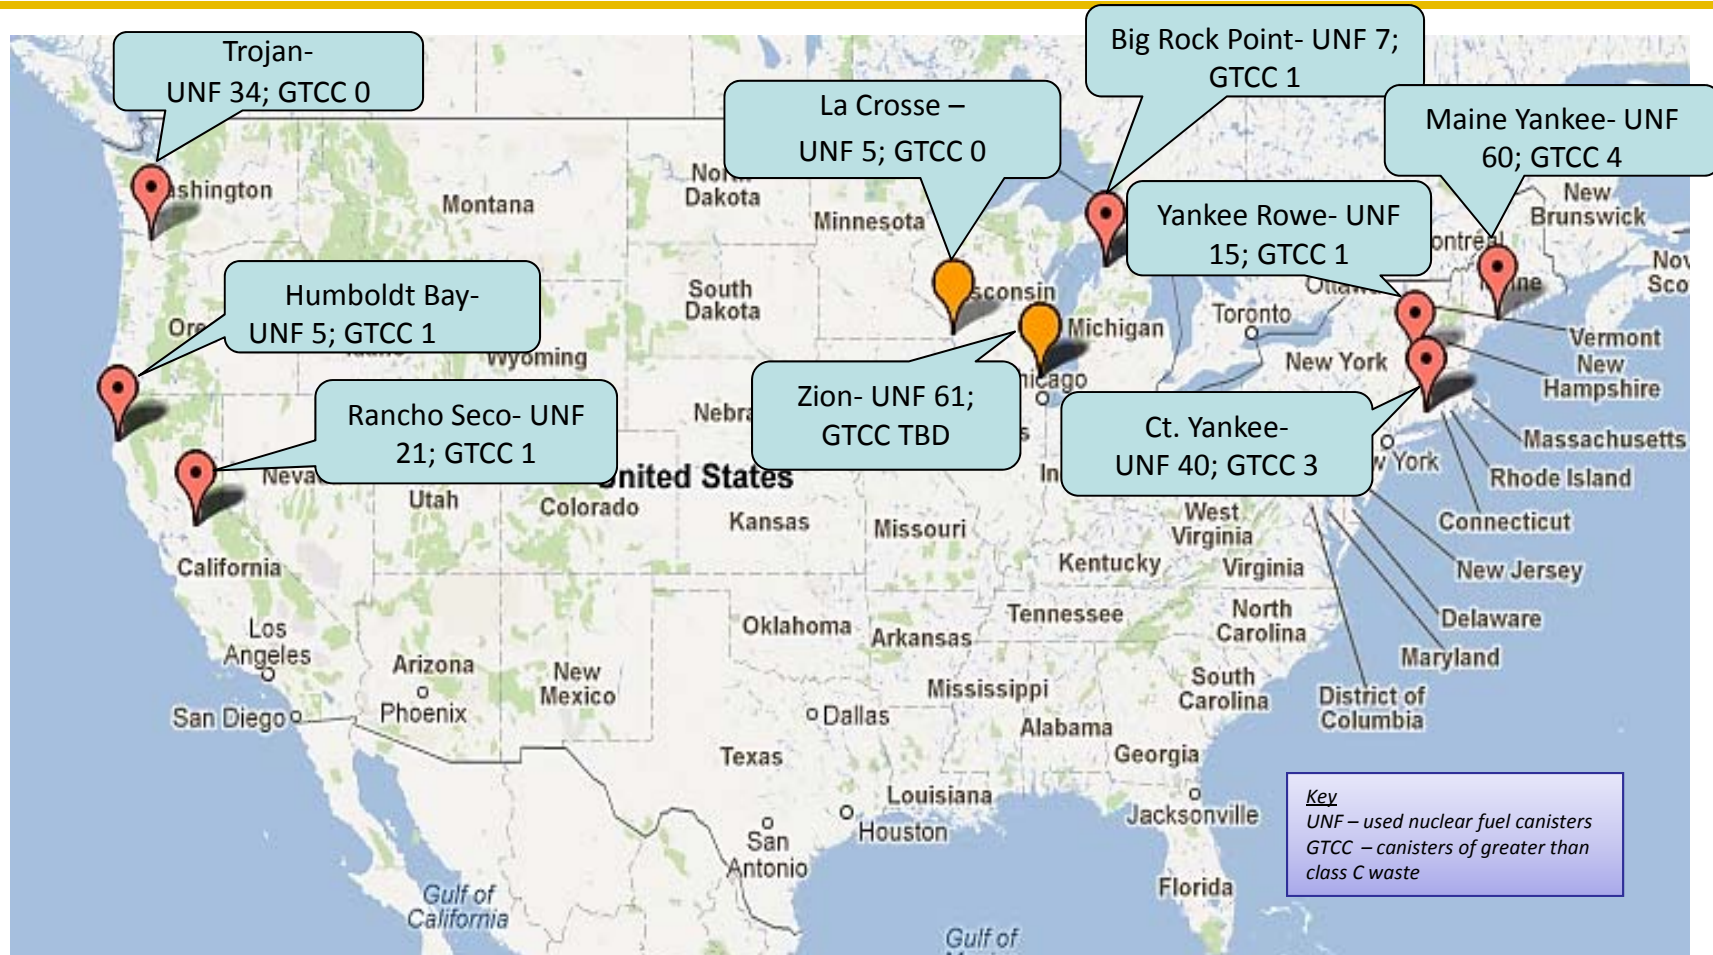 Trojan-
UNF 34; GTCC 0
Big Rock Point- UNF 7;
GTCC 1
La Crosse –
UNF 5; GTCC 0
Maine Yankee- UNF
60; GTCC 4
Yankee Rowe- UNF
15; GTCC 1
Humboldt Bay-
UNF 5; GTCC 1
Rancho Seco- UNF
21; GTCC 1
Zion- UNF 61;
GTCC TBD
Ct. Yankee-
UNF 40; GTCC 3
Montana
North
Dakota
Minnesota
New
Brunswick
South
Dakota
Michigan
Toronto
Wyoming
New York
Vermont
New
Hampshire
Massachusetts
Rhode Island
Connecticut
New Jersey
Delaware
Maryland
District of
Columbia
United States
Utah
Colorado
Kansas
Missouri
West
Virginia
Kentucky
Virginia
California
Los
Angeles
San Diego
Arizona
Phoenix
New
Mexico
Oklahoma
Arkansas
Tennessee
North
Carolina
Mississippi
South
Carolina
Dallas
Alabama
Georgia
Texas
Louisiana
Jacksonville
Houston
San
Antonio
Florida
Gulf of
California
Gulf of
Key
UNF – used nuclear fuel canisters
GTCC – canisters of greater than
class C waste